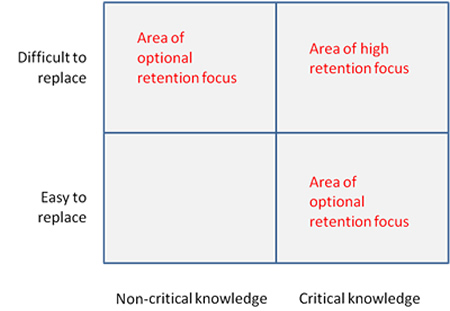 Difficult to
replace
Area of
optional
retention focus
Area of high
retention focus
Easy to
replace
Area of
optional
retention focus
Non-critical knowledge
Critical knowledge